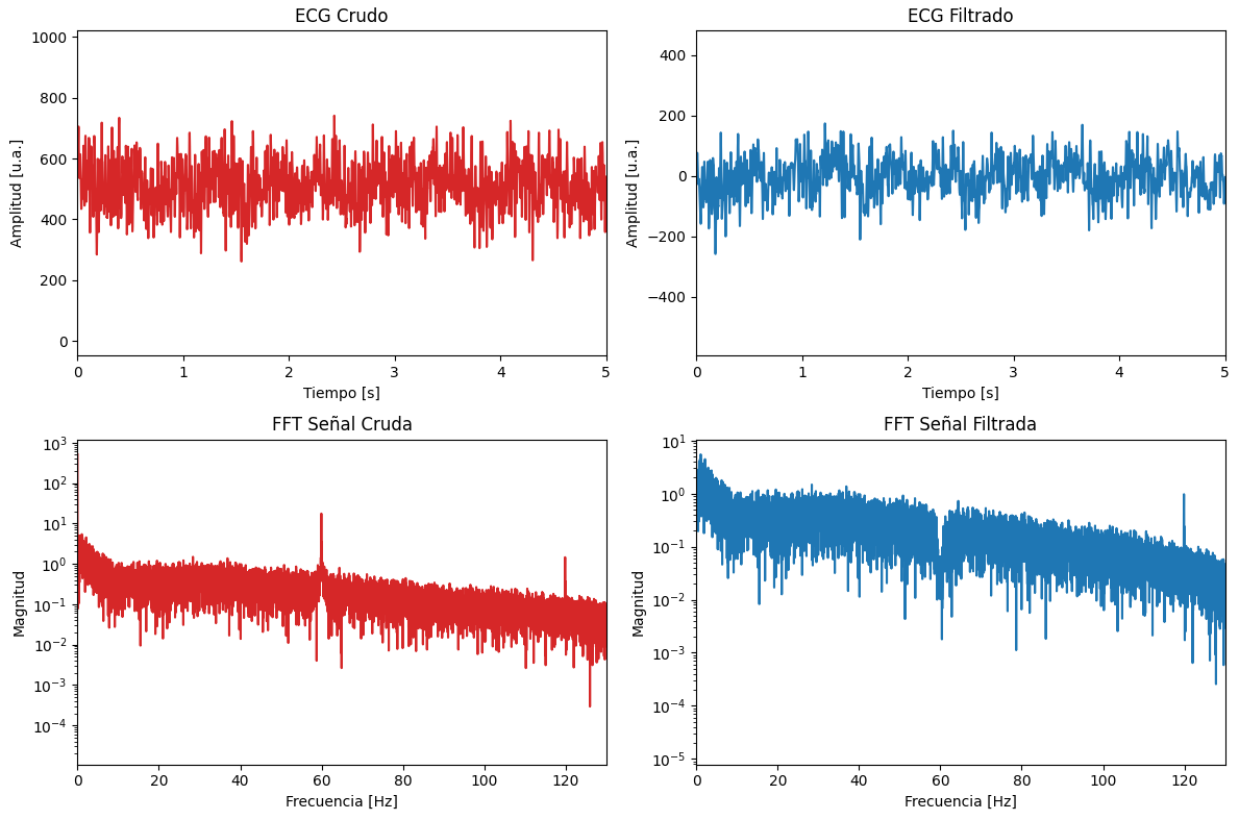 ECG Crudo
1000
800
600
400
200
0
Amplitud [u.a.]
0 1 2 3 4 5
Tiempo [s]
ECG Filtrado
400
200
0
−200
−400
Amplitud [u.a.]
0 1 2 3 4 5
Tiempo [s]
FFT Señal Cruda
10³
10²
10¹
10⁰
10⁻¹
10⁻²
10⁻³
10⁻⁴
Magnitud
0 20 40 60 80 100 120
Frecuencia [Hz]
FFT Señal Filtrada
10¹
10⁰
10⁻¹
10⁻²
10⁻³
10⁻⁴
10⁻⁵
Magnitud
0 20 40 60 80 100 120
Frecuencia [Hz]